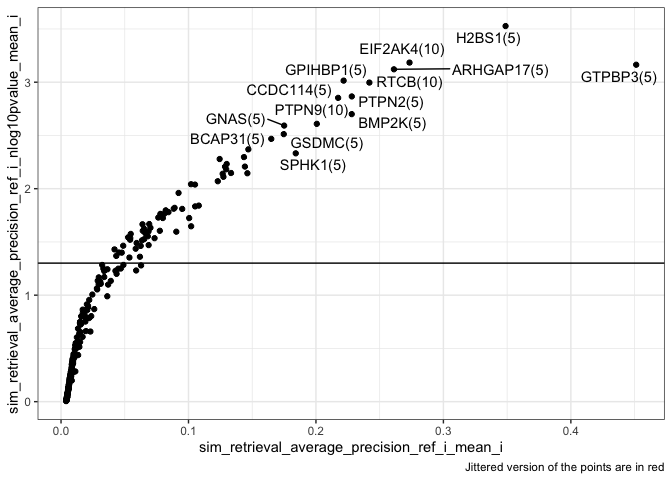 sim_retrieval_average_precision_ref_i_nlog10pvalue_mean_i
3
2
1
0
H2BS1(5)
EIF2AK4(10)
GTPBP3(5)
ARHGAP17(5)
GPIHBP1(5)
RTCB(10)
CCDC114(5)
PTPN2(5)
PTPN9(10)
BMP2K(5)
GNAS(5)
BCAP31(5)
GSDMC(5)
SPHK1(5)
0.0
0.1
0.2
0.3
0.4
sim_retrieval_average_precision_ref_i_mean_i
Jittered version of the points are in red